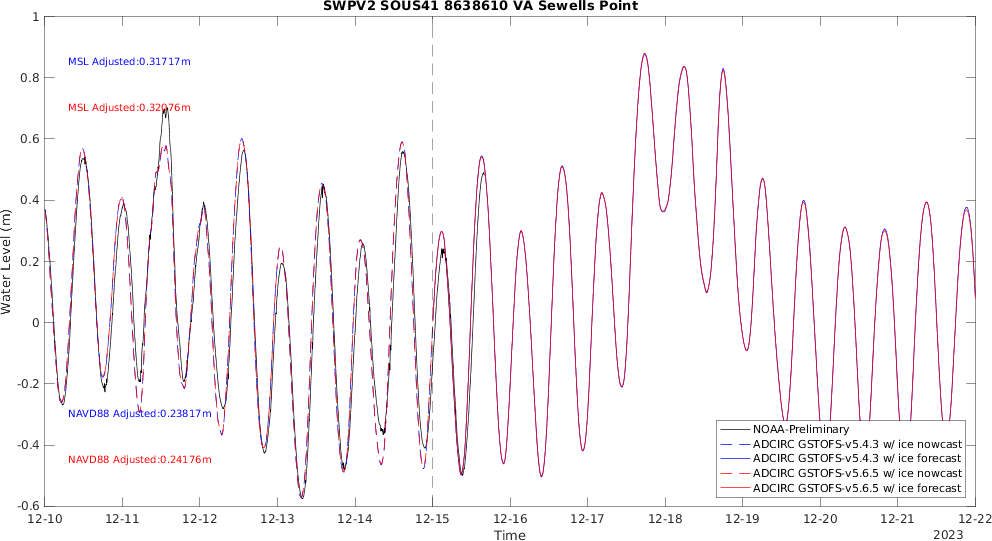 SWPV2 SOUS41 8638610 VA Sewells Point
1
0.8
0.6
0.4
0.2
0
-0.2
-0.4
-0.6
Water Level (m)
MSL Adjusted:0.31717m
MSL Adjusted:0.32076m
NAVD88 Adjusted:0.23817m
NAVD88 Adjusted:0.24176m
NOAA-Preliminary
ADCIRC GSTOFS-v5.4.3 w/ ice nowcast
ADCIRC GSTOFS-v5.4.3 w/ ice forecast
ADCIRC GSTOFS-v5.6.5 w/ ice nowcast
ADCIRC GSTOFS-v5.6.5 w/ ice forecast
12-10 12-11 12-12 12-13 12-14 12-15 12-16 12-17 12-18 12-19 12-20 12-21 12-22
Time
2023